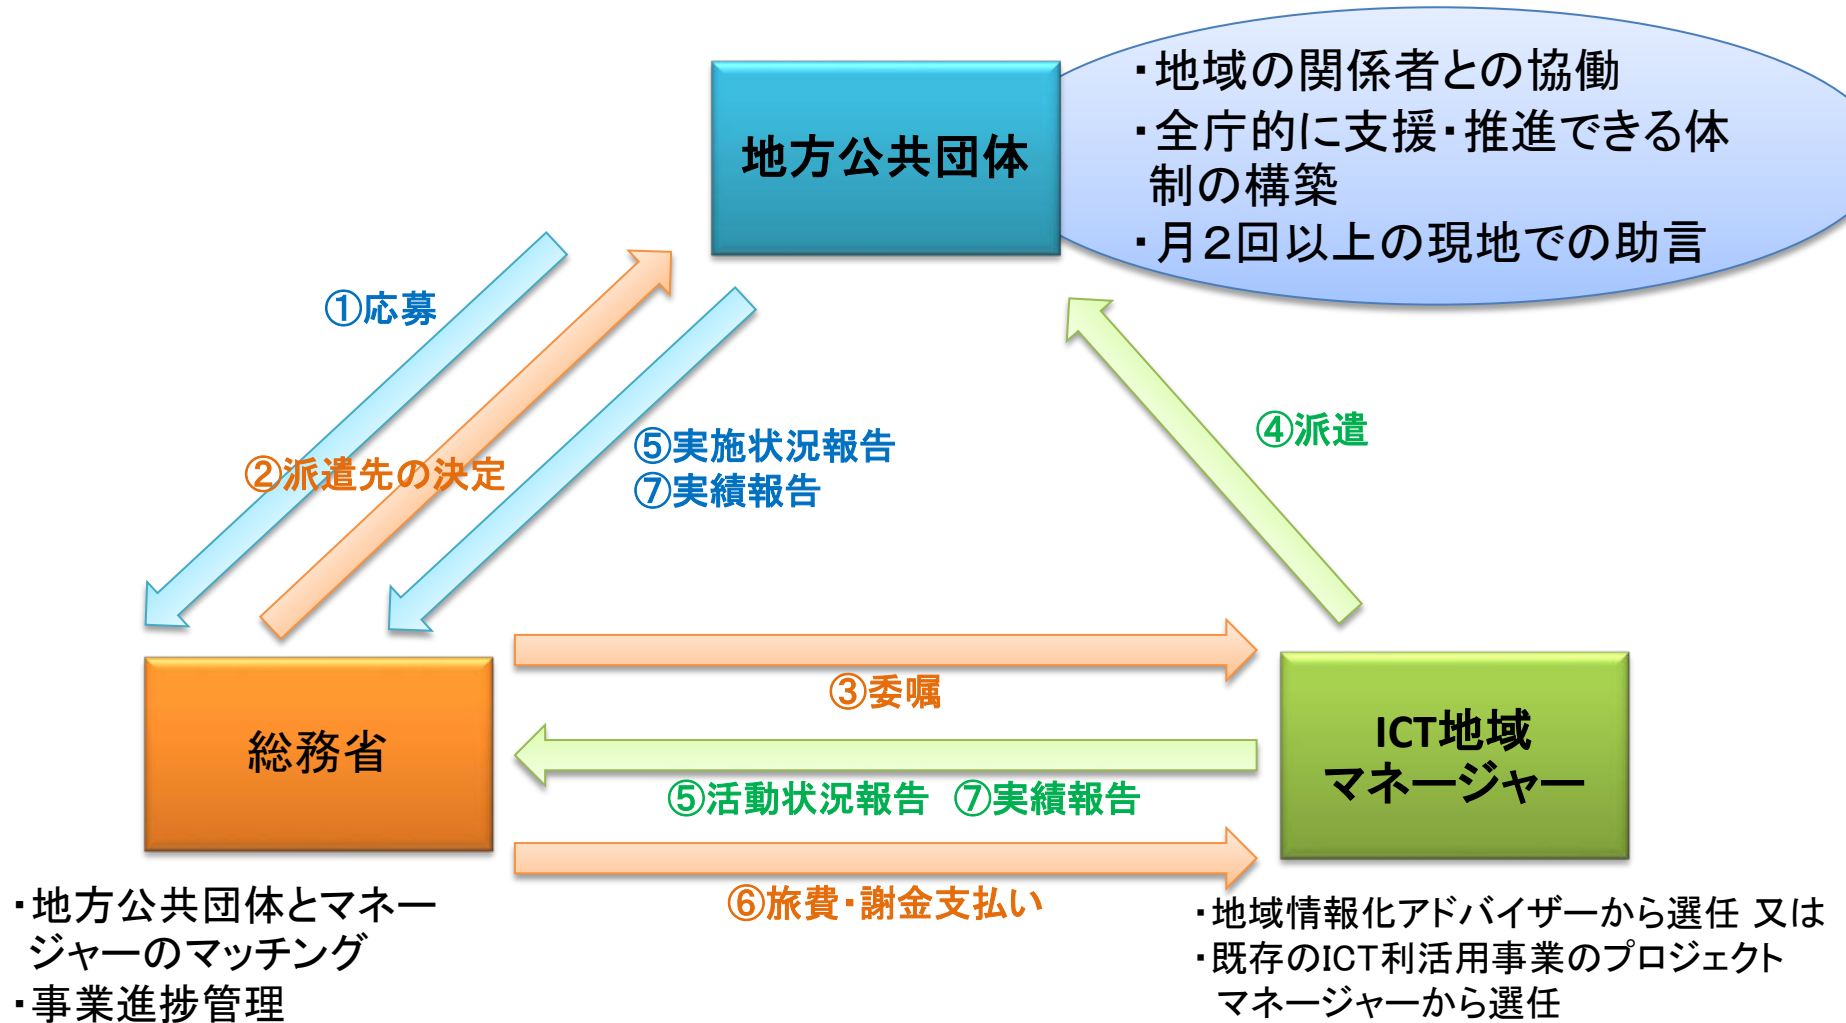 ・地域の関係者との協働
・全庁的に支援・推進できる体
制の構築
・月２回以上の現地での助言
地方公共団体
①応募
②派遣先の決定
⑤実施状況報告
⑦実績報告
④派遣
③委嘱
総務省
ICT地域
マネージャー
⑤活動状況報告　⑦実績報告
⑥旅費・謝金支払い
・地方公共団体とマネー
ジャーのマッチング
・事業進捗管理
・地域情報化アドバイザーから選任 又は
・既存のICT利活用事業のプロジェクト
マネージャーから選任